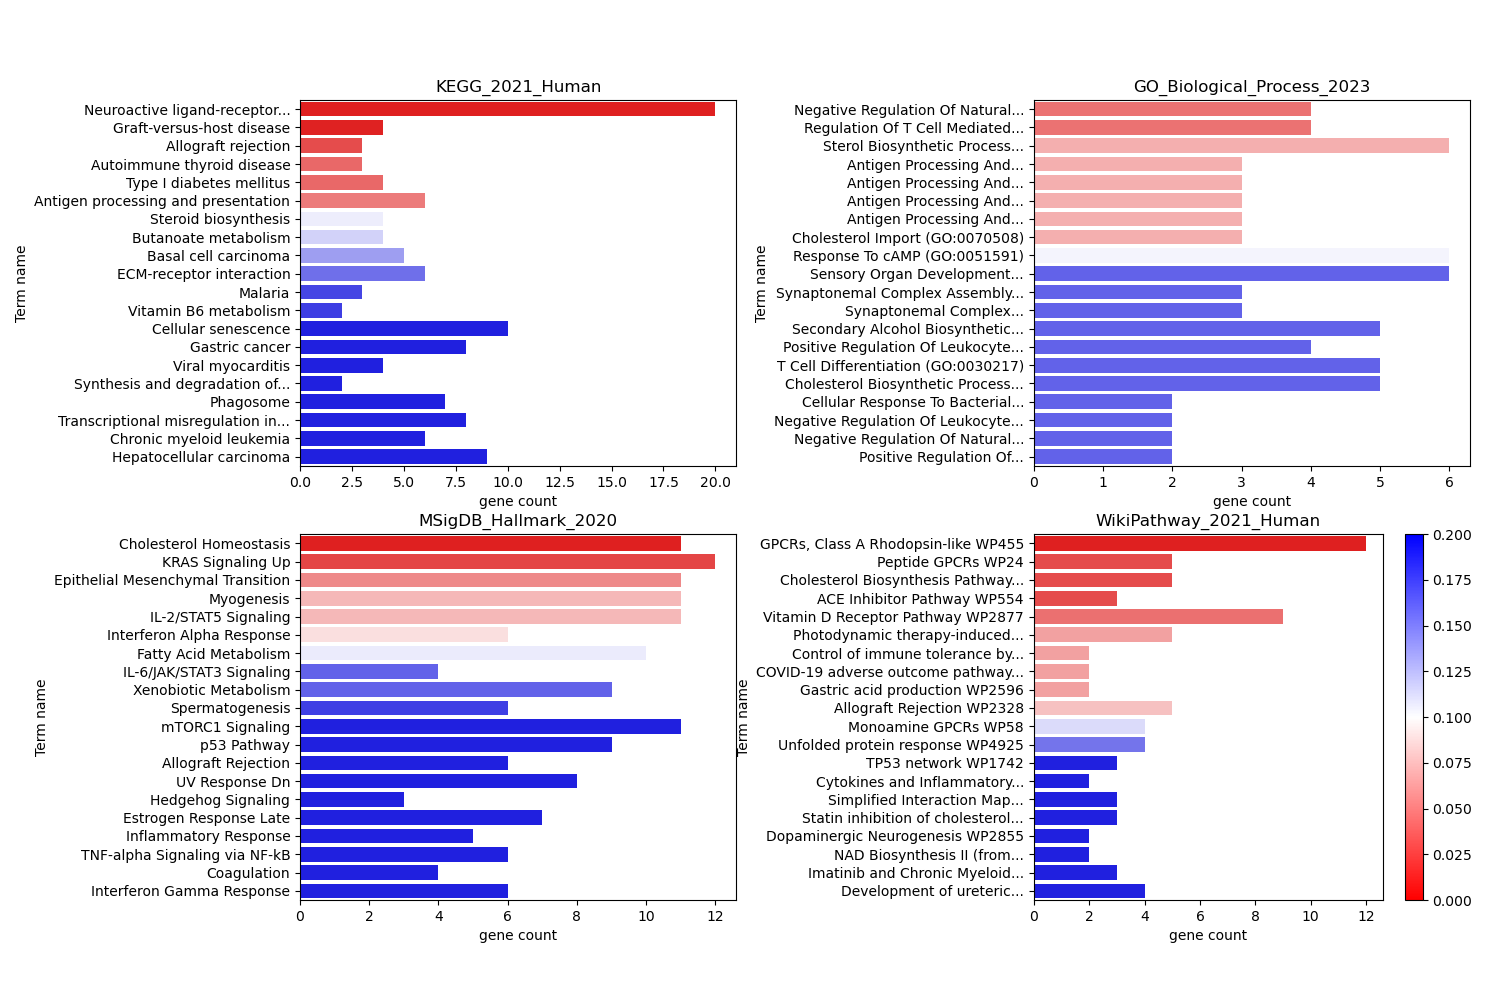 KEGG_2021_Human
Term name
Neuroactive ligand-receptor...
Graft-versus-host disease
Allograft rejection
Autoimmune thyroid disease
Type I diabetes mellitus
Antigen processing and presentation
Steroid biosynthesis
Butanoate metabolism
Basal cell carcinoma
ECM-receptor interaction
Malaria
Vitamin B6 metabolism
Cellular senescence
Gastric cancer
Viral myocarditis
Synthesis and degradation of...
Phagosome
Transcriptional misregulation in...
Chronic myeloid leukemia
Hepatocellular carcinoma
0.0 2.5 5.0 7.5 10.0 12.5 15.0 17.5 20.0
gene count
GO_Biological_Process_2023
Term name
Negative Regulation Of Natural...
Regulation Of T Cell Mediated...
Sterol Biosynthetic Process...
Antigen Processing And...
Antigen Processing And...
Antigen Processing And...
Antigen Processing And...
Cholesterol Import (GO:0070508)
Response To cAMP (GO:0051591)
Sensory Organ Development...
Synaptonemal Complex Assembly...
Synaptonemal Complex...
Secondary Alcohol Biosynthetic...
Positive Regulation Of Leukocyte...
T Cell Differentiation (GO:0030217)
Cholesterol Biosynthetic Process...
Cellular Response To Bacterial...
Negative Regulation Of Leukocyte...
Negative Regulation Of Natural...
Positive Regulation Of...
0 1 2 3 4 5 6
gene count
MSigDB_Hallmark_2020
Term name
Cholesterol Homeostasis
KRAS Signaling Up
Epithelial Mesenchymal Transition
Myogenesis
IL-2/STAT5 Signaling
Interferon Alpha Response
Fatty Acid Metabolism
IL-6/JAK/STAT3 Signaling
Xenobiotic Metabolism
Spermatogenesis
mTORC1 Signaling
p53 Pathway
Allograft Rejection
UV Response Dn
Hedgehog Signaling
Estrogen Response Late
Inflammatory Response
TNF-alpha Signaling via NF-kB
Coagulation
Interferon Gamma Response
0 2 4 6 8 10 12
gene count
WikiPathway_2021_Human
Term name
GPCRs, Class A Rhodopsin-like WP455
Peptide GPCRs WP24
Cholesterol Biosynthesis Pathway...
ACE Inhibitor Pathway WP554
Vitamin D Receptor Pathway WP2877
Photodynamic therapy-induced...
Control of immune tolerance by...
COVID-19 adverse outcome pathway...
Gastric acid production WP2596
Allograft Rejection WP2328
Monoamine GPCRs WP58
Unfolded protein response WP4925
TP53 network WP1742
Cytokines and Inflammatory...
Simplified Interaction Map...
Statin inhibition of cholesterol...
Dopaminergic Neurogenesis WP2855
NAD Biosynthesis II (from...
Imatinib and Chronic Myeloid...
Development of ureteric...
0 2 4 6 8 10 12
gene count
0.200
0.175
0.150
0.125
0.100
0.075
0.050
0.025
0.000